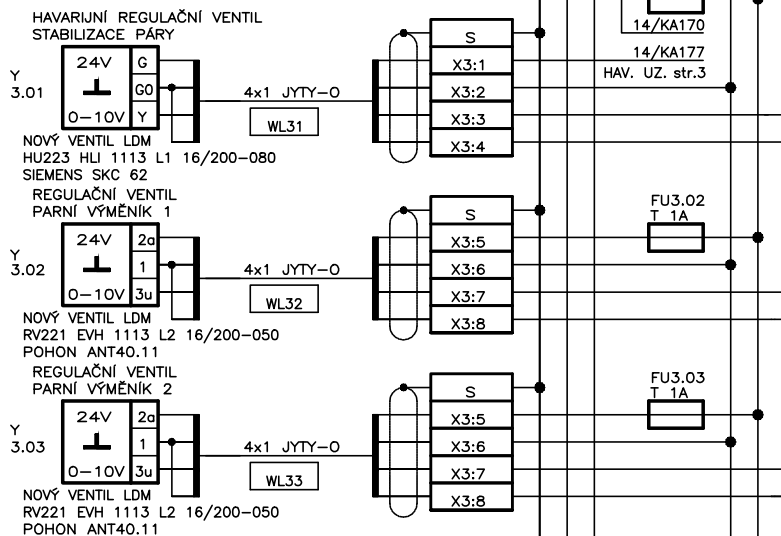 HAVARIJNÍ REGULAČNÍ VENTIL
STABILIZACE PÁRY
Y
3.01
24V
0-10V
G
G0
Y
4x1 JYTY-O
WL31
S
X3:1
X3:2
X3:3
X3:4
14/KA170
14/KA177
HAV. UZ. str.3
NOVÝ VENTIL LDM
HU223 HLI 1113 L1 16/200-080
SIEMENS SKC 62
REGULAČNÍ VENTIL
PARNÍ VÝMĚNÍK 1
Y
3.02
24V
0-10V
2a
1
3u
4x1 JYTY-O
WL32
S
X3:5
X3:6
X3:7
X3:8
FU3.02
T 1A
NOVÝ VENTIL LDM
RV221 EVH 1113 L2 16/200-050
POHON ANT40.11
REGULAČNÍ VENTIL
PARNÍ VÝMĚNÍK 2
Y
3.03
24V
0-10V
2a
1
3u
4x1 JYTY-O
WL33
S
X3:5
X3:6
X3:7
X3:8
FU3.03
T 1A
NOVÝ VENTIL LDM
RV221 EVH 1113 L2 16/200-050
POHON ANT40.11